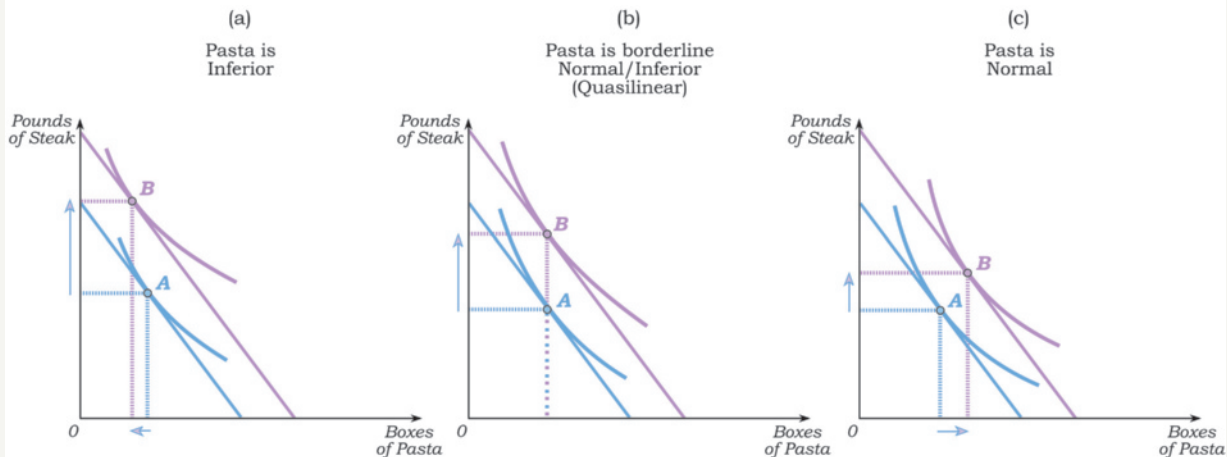 (a)
Pasta is
Inferior
Pounds
of Steak
B
A
0
Boxes
of Pasta
(b)
Pasta is borderline
Normal/Inferior
(Quasilinear)
Pounds
of Steak
B
A
0
Boxes
of Pasta
(c)
Pasta is
Normal
Pounds
of Steak
B
A
0
Boxes
of Pasta